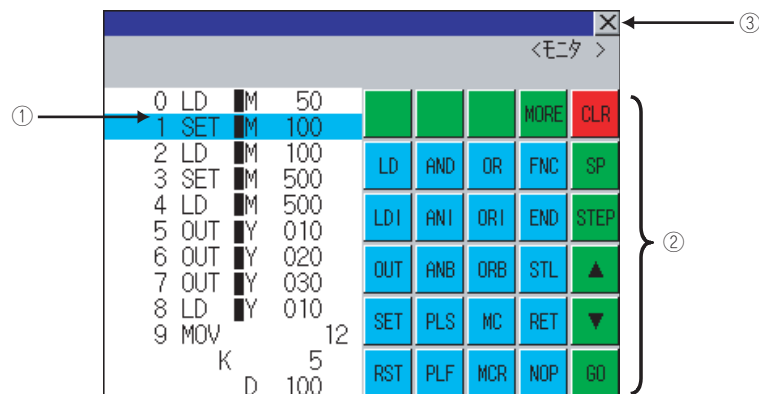 ×
③
<モニタ >
①
0 LD ▮M 50
1 SET ▮M 100
2 LD ▮M 100
3 SET ▮M 500
4 LD ▮M 500
5 OUT ▮Y 010
6 OUT ▮Y 020
7 OUT ▮Y 030
8 LD ▮Y 010
9 MOV 12
K 5
D 100
MORE CLR
LD AND OR FNC SP
LDI ANI ORI END STEP
OUT ANB ORB STL ▲
SET PLS MC RET ▼
RST PLF MCR NOP GO
②